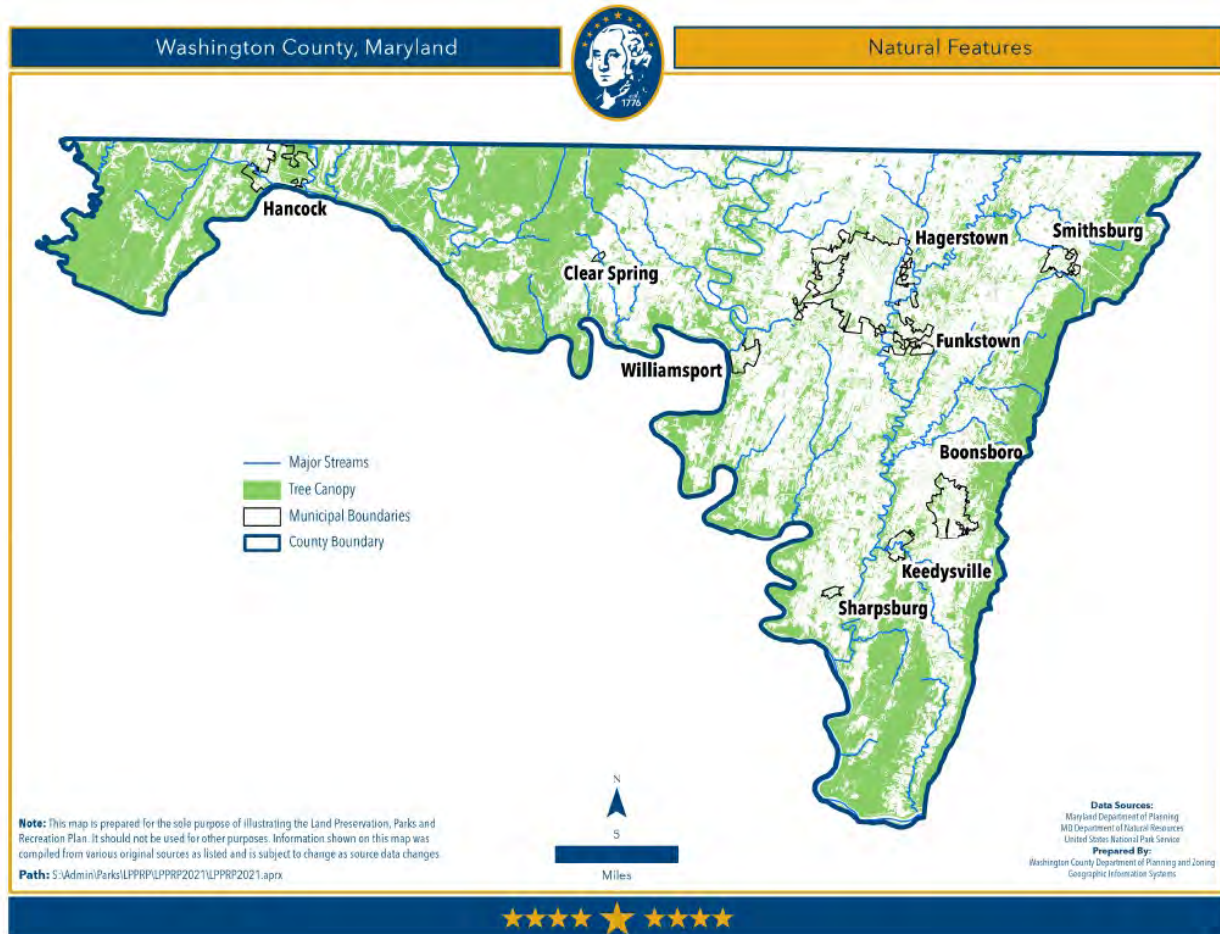 Washington County, Maryland
Natural Features
est.
1776
Hancock
Clear Spring
Hagerstown
Smithsburg
Williamsport
Funkstown
Boonsboro
Keedysville
Sharpsburg
Major Streams
Tree Canopy
Municipal Boundaries
County Boundary
N
5
Miles
Note: This map is prepared for the sole purpose of illustrating the Land Preservation, Parks and
Recreation Plan. It should not be used for other purposes. Information shown on this map was
compiled from various original sources as listed and is subject to change as source data changes
Path: S:\Admin\Parks\LPPRP\LPPRP2021\LPPRP2021.aprx
Data Sources:
Maryland Department of Planning
MD Department of Natural Resources
United States National Park Service
Prepared By:
Washington County Department of Planning and Zoning
Geographic Information Systems